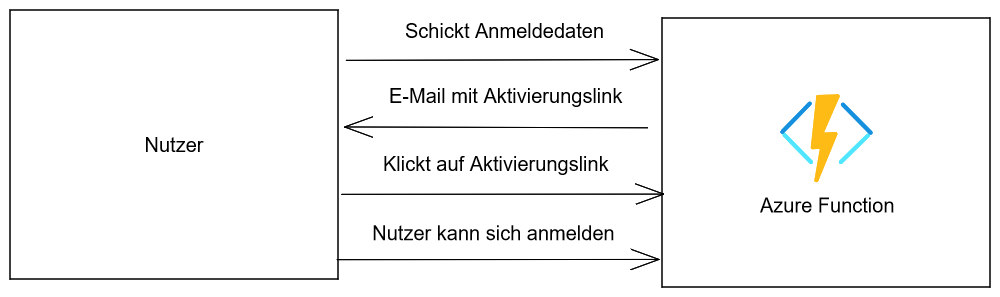 Schickt Anmeldedaten
E-Mail mit Aktivierungslink
Nutzer
Klickt auf Aktivierungslink
Azure Function
Nutzer kann sich anmelden